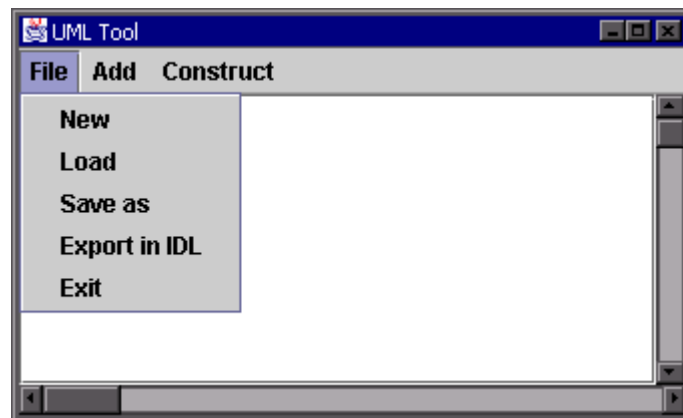 UML Tool
File Add Construct
New
Load
Save as
Export in IDL
Exit